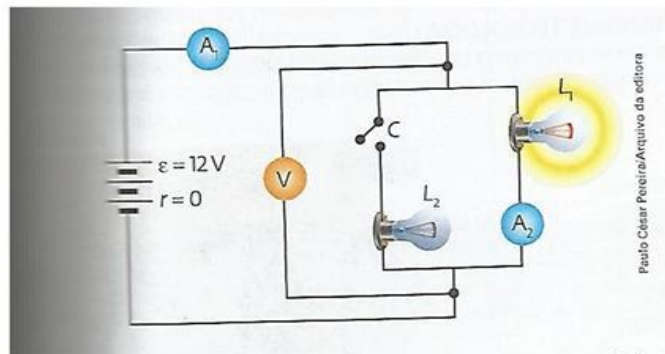 A₁
L₁
C
ε = 12 V
r = 0
V
L₂
A₂
Paulo César Pereira/Arquivo da editora